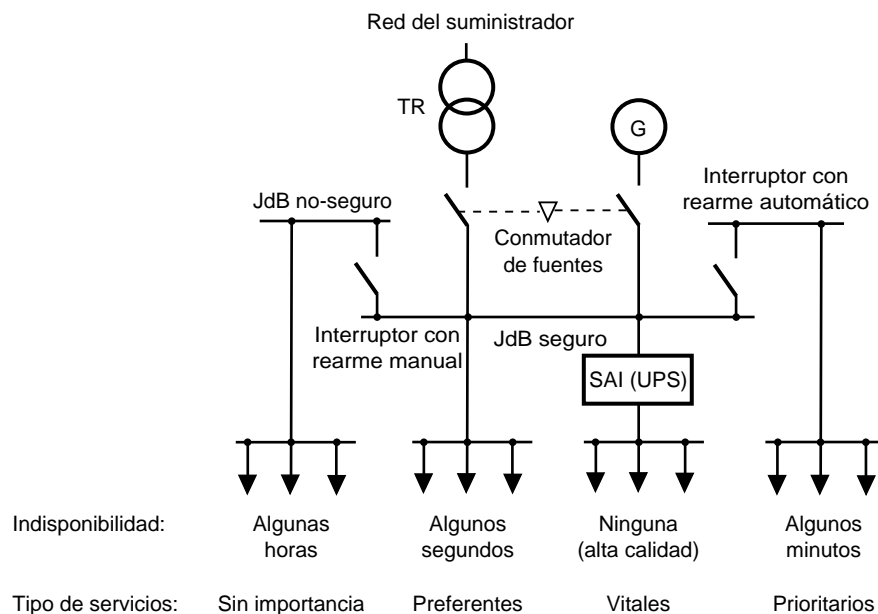 Red del suministrador
TR
G
Interruptor con
rearme automático
JdB no-seguro
Conmutador
de fuentes
Interruptor con
rearme manual
JdB seguro
SAI (UPS)
Indisponibilidad: Algunas horas Algunos segundos Ninguna (alta calidad) Algunos minutos
Tipo de servicios: Sin importancia Preferentes Vitales Prioritarios